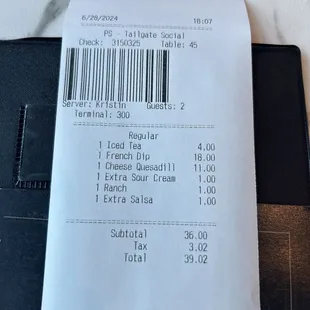 6/28/2024 18:07
PS - Tailgate Social
Check: 3150325 Table: 45
Server: Kristin Guests: 2
Terminal: 300
Regular
1 Iced Tea 4.00
1 French Dip 18.00
1 Cheese Quesadill 11.00
1 Extra Sour Cream 1.00
1 Ranch 1.00
1 Extra Salsa 1.00
Subtotal 36.00
Tax 3.02
Total 39.02